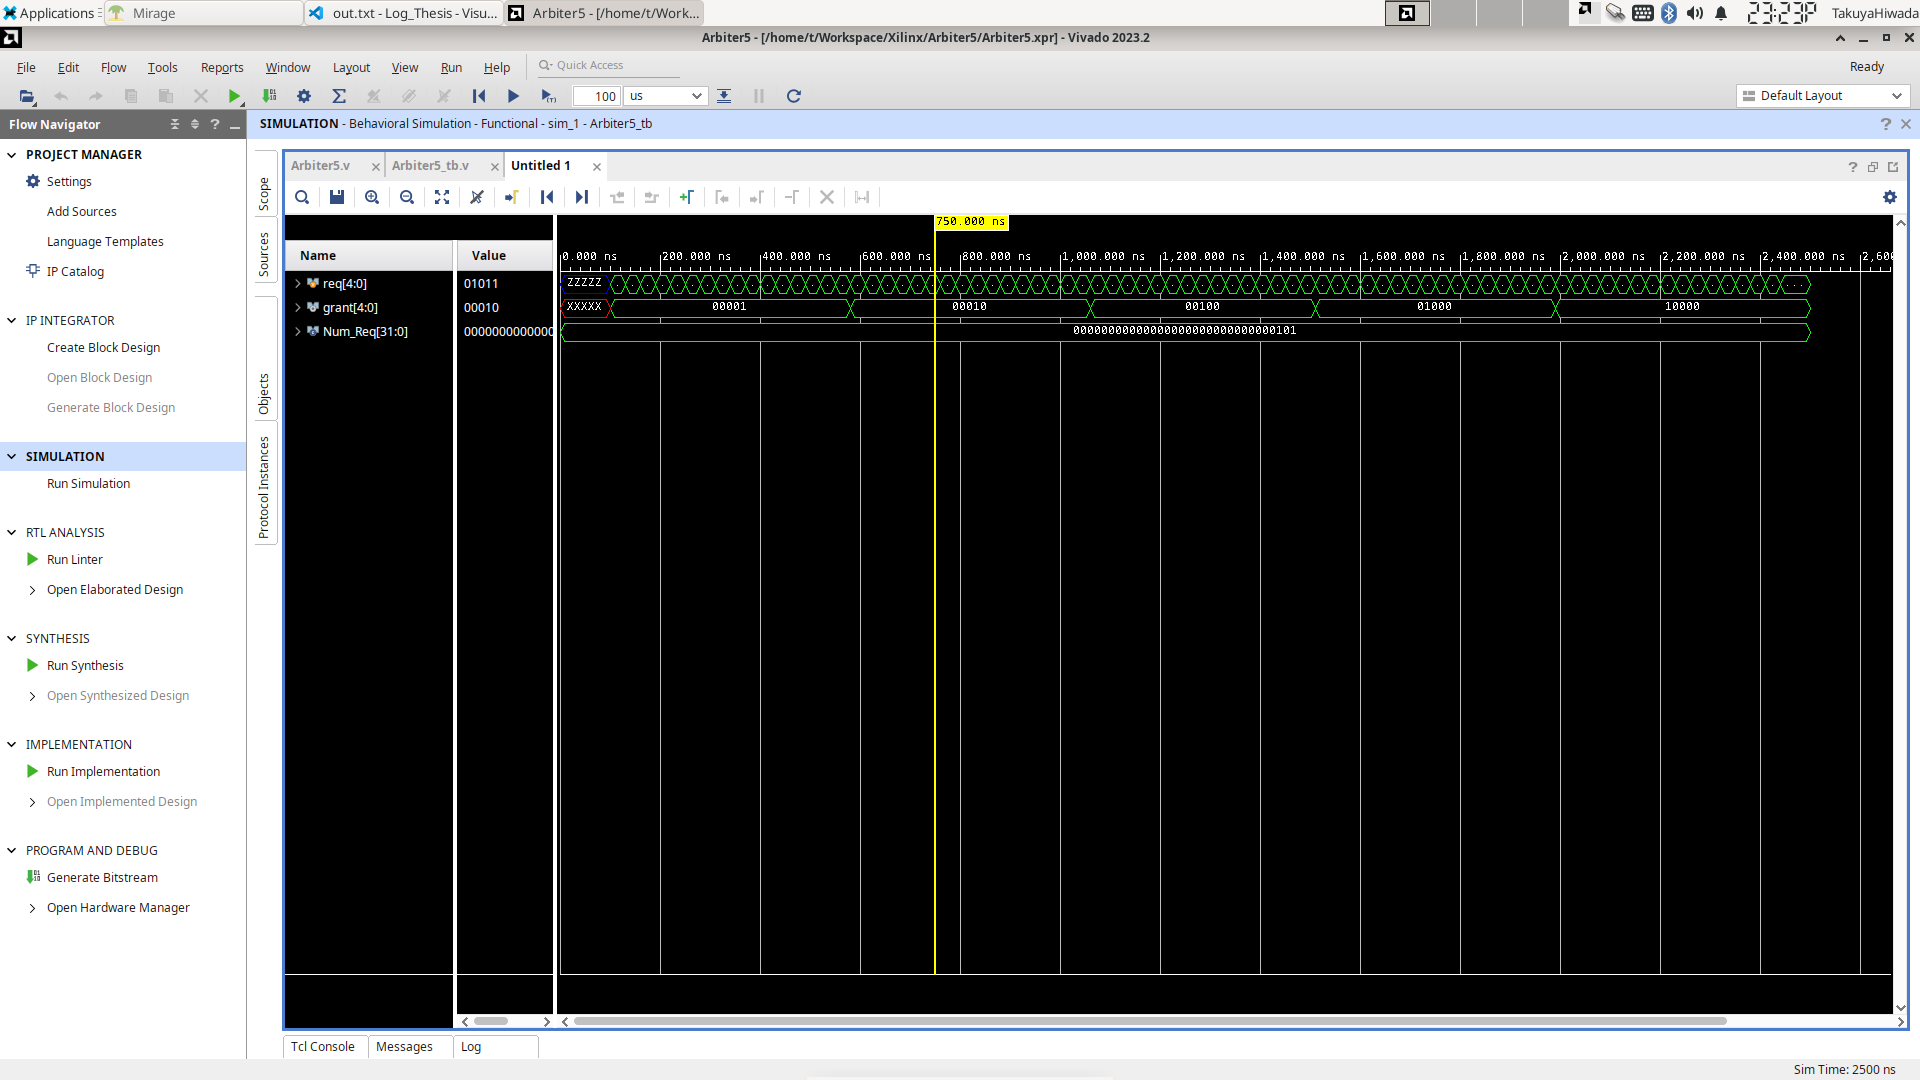 Applications
Mirage
out.txt - Log_Thesis - Visu...
Arbiter5 - [/home/t/Work...
23:23P
TakuyaHiwada
Arbiter5 - [/home/t/Workspace/Xilinx/Arbiter5/Arbiter5.xpr] - Vivado 2023.2
File Edit Flow Tools Reports Window Layout View Run Help Quick Access
Ready
100 us
Default Layout
Flow Navigator
SIMULATION - Behavioral Simulation - Functional - sim_1 - Arbiter5_tb
PROJECT MANAGER
Settings
Add Sources
Language Templates
IP Catalog
IP INTEGRATOR
Create Block Design
Open Block Design
Generate Block Design
SIMULATION
Run Simulation
RTL ANALYSIS
Run Linter
Open Elaborated Design
SYNTHESIS
Run Synthesis
Open Synthesized Design
IMPLEMENTATION
Run Implementation
Open Implemented Design
PROGRAM AND DEBUG
Generate Bitstream
Open Hardware Manager
Scope
Sources
Objects
Protocol Instances
Arbiter5.v
Arbiter5_tb.v
Untitled 1
750.000 ns
Name Value
0.000 ns 200.000 ns 400.000 ns 600.000 ns 800.000 ns 1,000.000 ns 1,200.000 ns 1,400.000 ns 1,600.000 ns 1,800.000 ns 2,000.000 ns 2,200.000 ns 2,400.000 ns 2,600
req[4:0] 01011 ZZZZZ ..
grant[4:0] 00010 XXXXX 00001 00010 00100 01000 10000
Num_Req[31:0] 0000000000000 00000000000000000000000000000101
Tcl Console Messages Log
Sim Time: 2500 ns